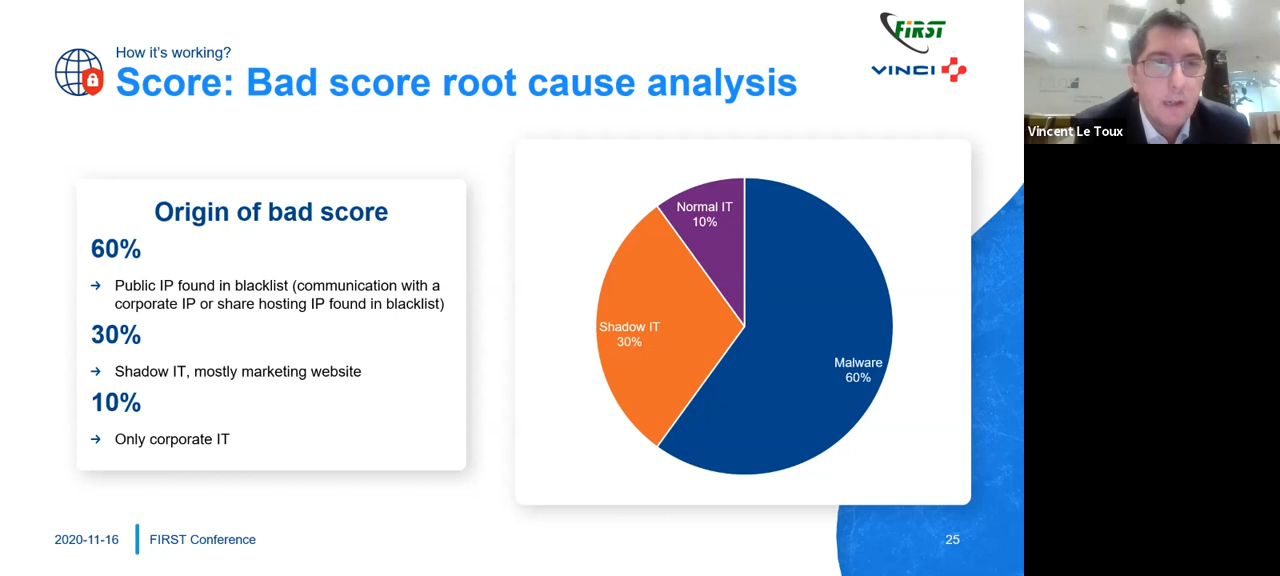 How it's working?
Score: Bad score root cause analysis
FiRST
VINCI
Vincent Le Toux
Origin of bad score
60%
→ Public IP found in blacklist (communication with a
corporate IP or share hosting IP found in blacklist)
30%
→ Shadow IT, mostly marketing website
10%
→ Only corporate IT
Normal IT
10%
Shadow IT
30%
Malware
60%
2020-11-16
FIRST Conference
25